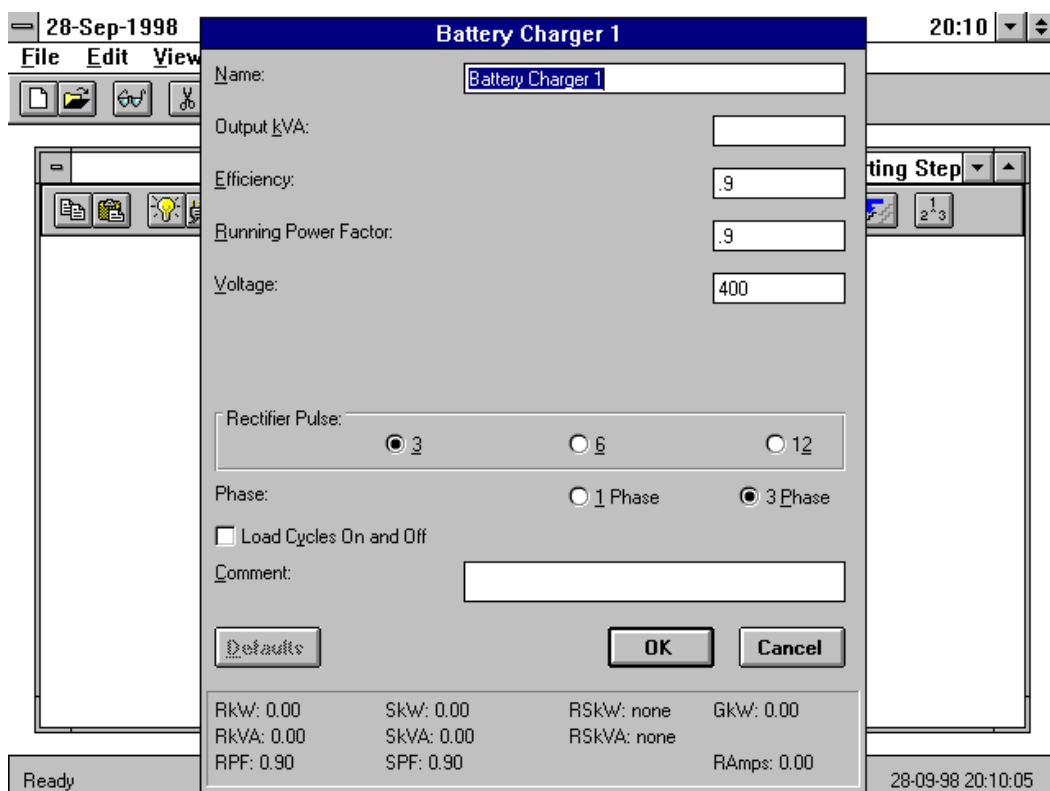 28-Sep-1998 20:10
Battery Charger 1
File Edit View
Name: Battery Charger 1
Output kVA:
ting Step
Efficiency: .9
Running Power Factor: .9
Voltage: 400
Rectifier Pulse:
3 6 12
Phase: 1 Phase 3 Phase
Load Cycles On and Off
Comment:
Defaults OK Cancel
RkW: 0.00 SkW: 0.00 RSkW: none GkW: 0.00
RkVA: 0.00 SkVA: 0.00 RSkVA: none
RPF: 0.90 SPF: 0.90 RAmps: 0.00
Ready 28-09-98 20:10:05